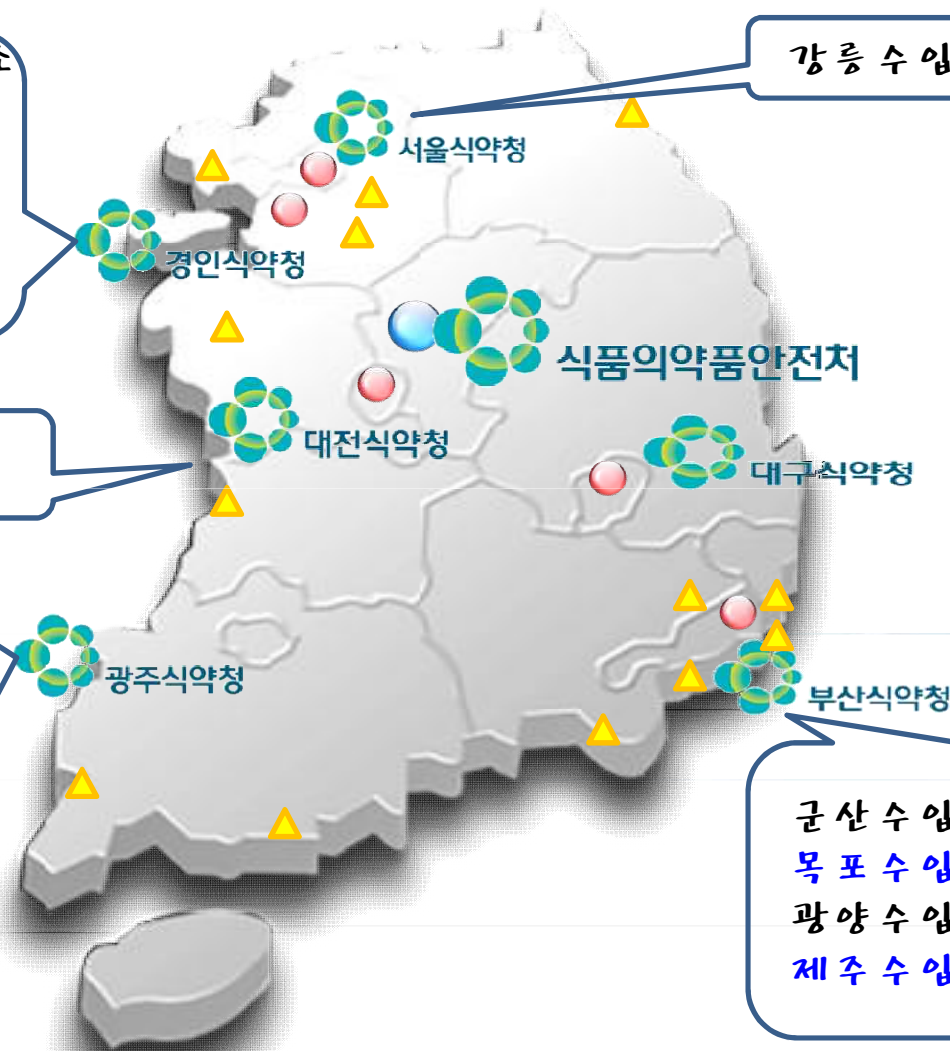 소
강릉수입
서울식약청
경인식약청
식품의약품안전처
대전식약청
대구식약청
광주식약청
부산식약청
군산수입
목포수입
광양수입
제주수입